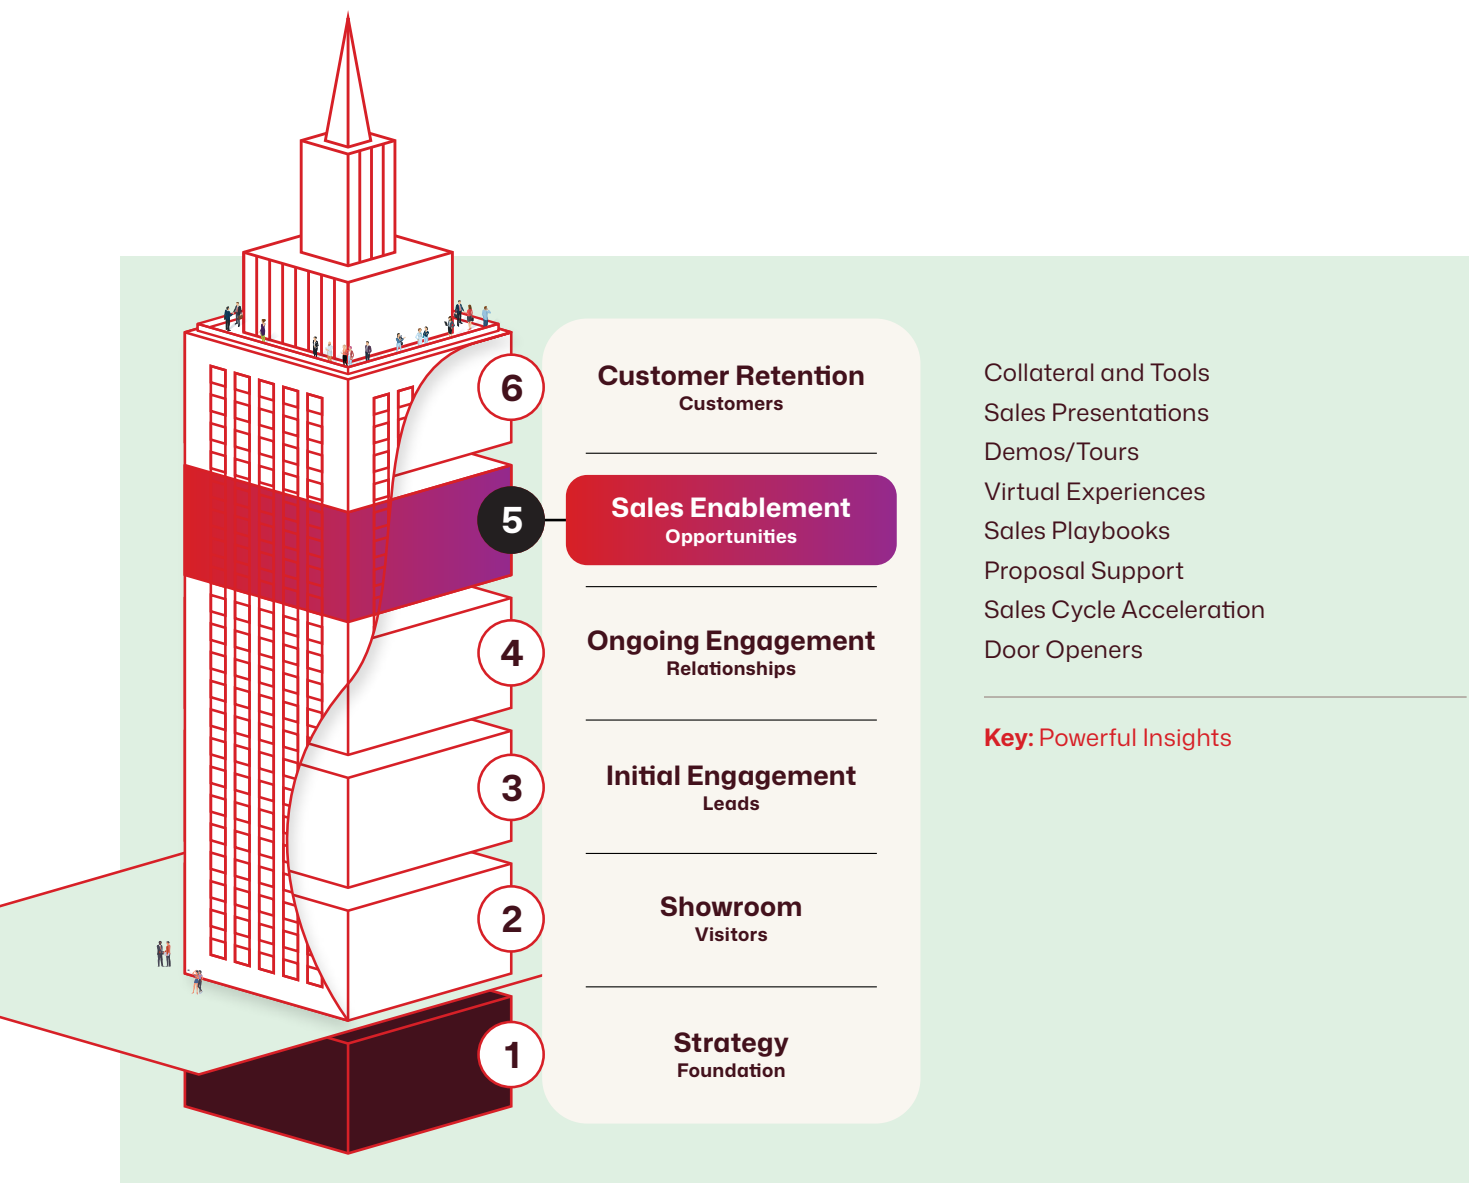 6
Customer Retention
Customers
5
Sales Enablement
Opportunities
4
Ongoing Engagement
Relationships
3
Initial Engagement
Leads
2
Showroom
Visitors
1
Strategy
Foundation
Collateral and Tools
Sales Presentations
Demos/Tours
Virtual Experiences
Sales Playbooks
Proposal Support
Sales Cycle Acceleration
Door Openers
Key: Powerful Insights